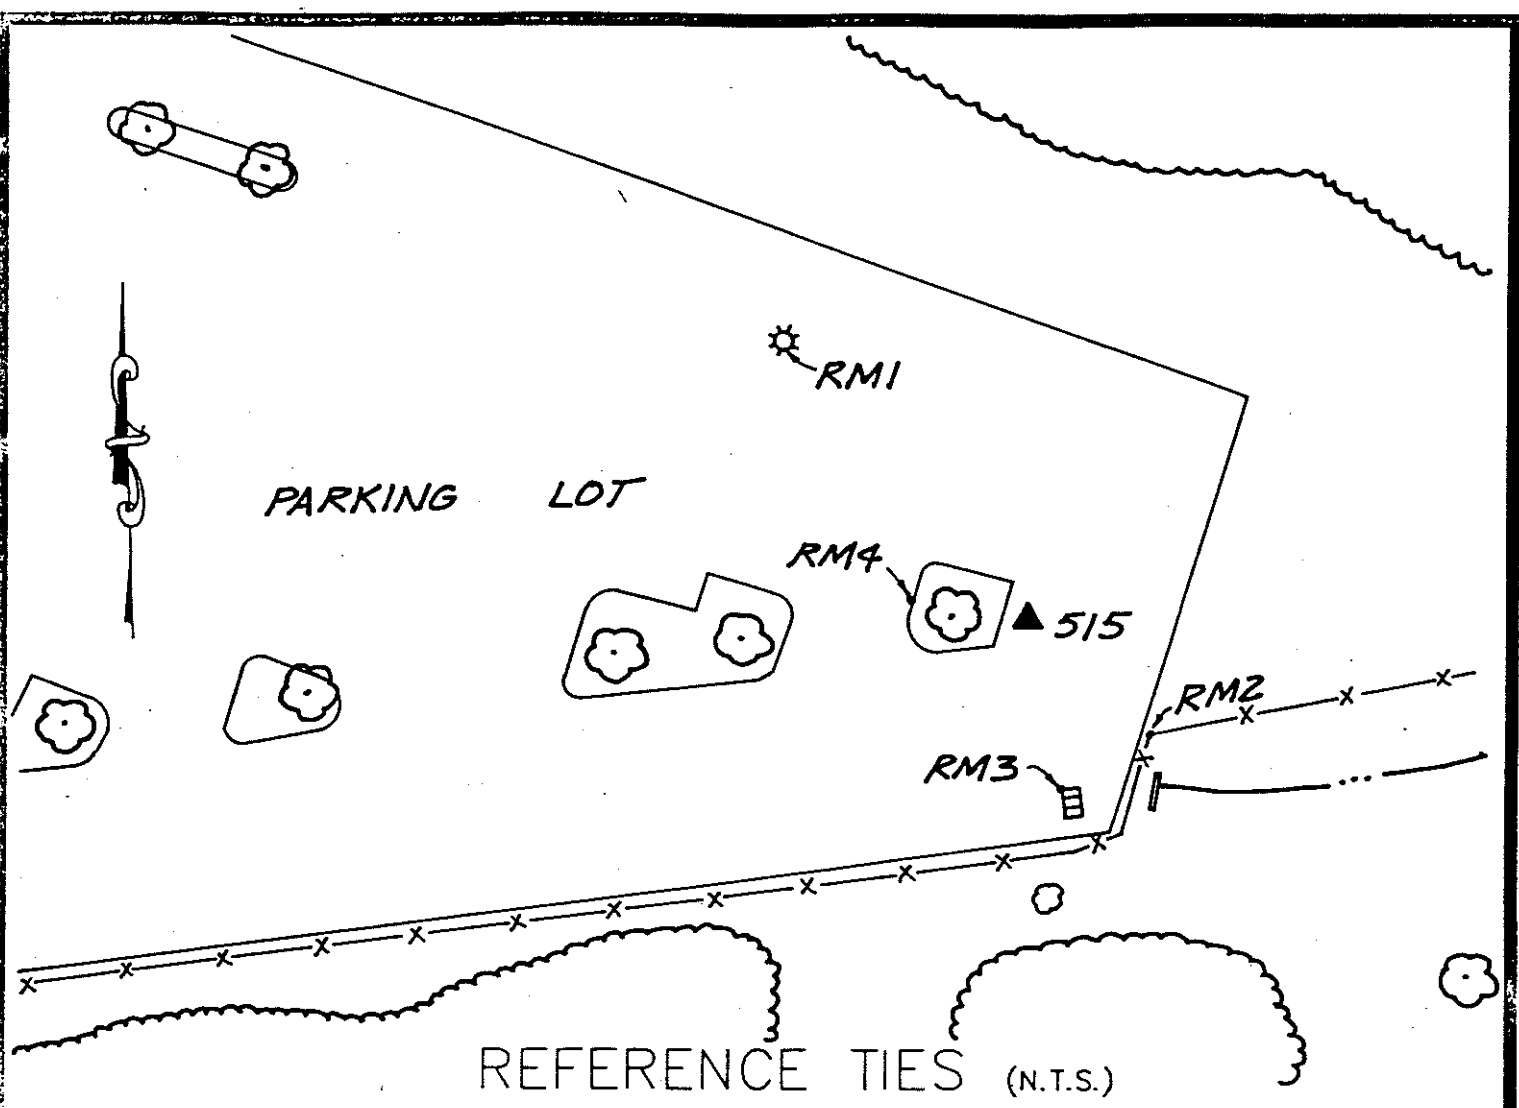 RM1
PARKING LOT
RM4
515
RM2
RM3
REFERENCE TIES (N.T.S.)